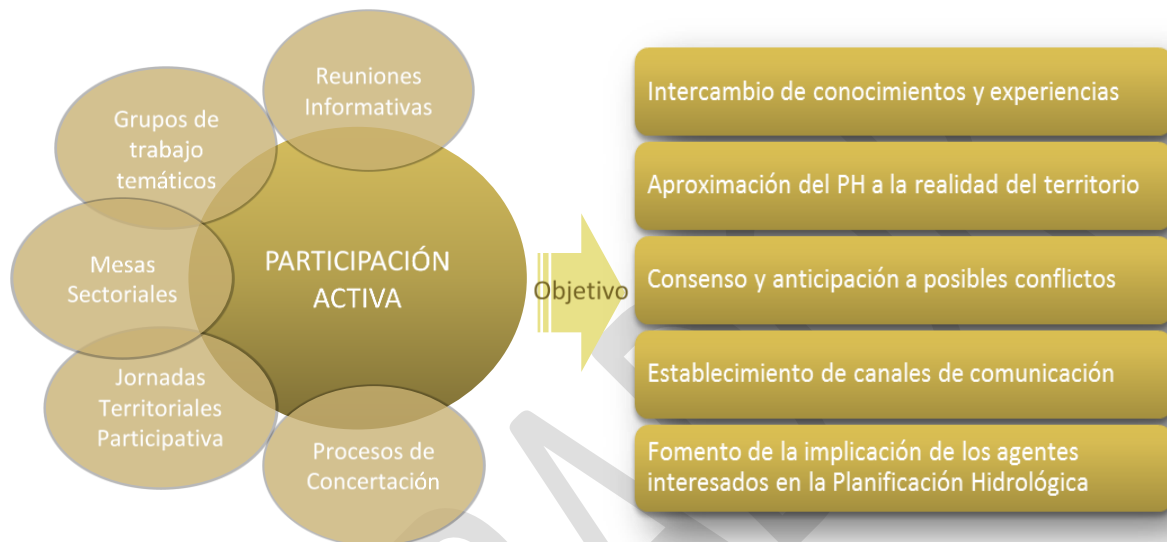 Reuniones
Informativas
Grupos de
trabajo
temáticos
Mesas
Sectoriales
Jornadas
Territoriales
Participativa
Procesos de
Concertación
PARTICIPACIÓN
ACTIVA
Objetivo
Intercambio de conocimientos y experiencias
Aproximación del PH a la realidad del territorio
Consenso y anticipación a posibles conflictos
Establecimiento de canales de comunicación
Fomento de la implicación de los agentes
interesados en la Planificación Hidrológica